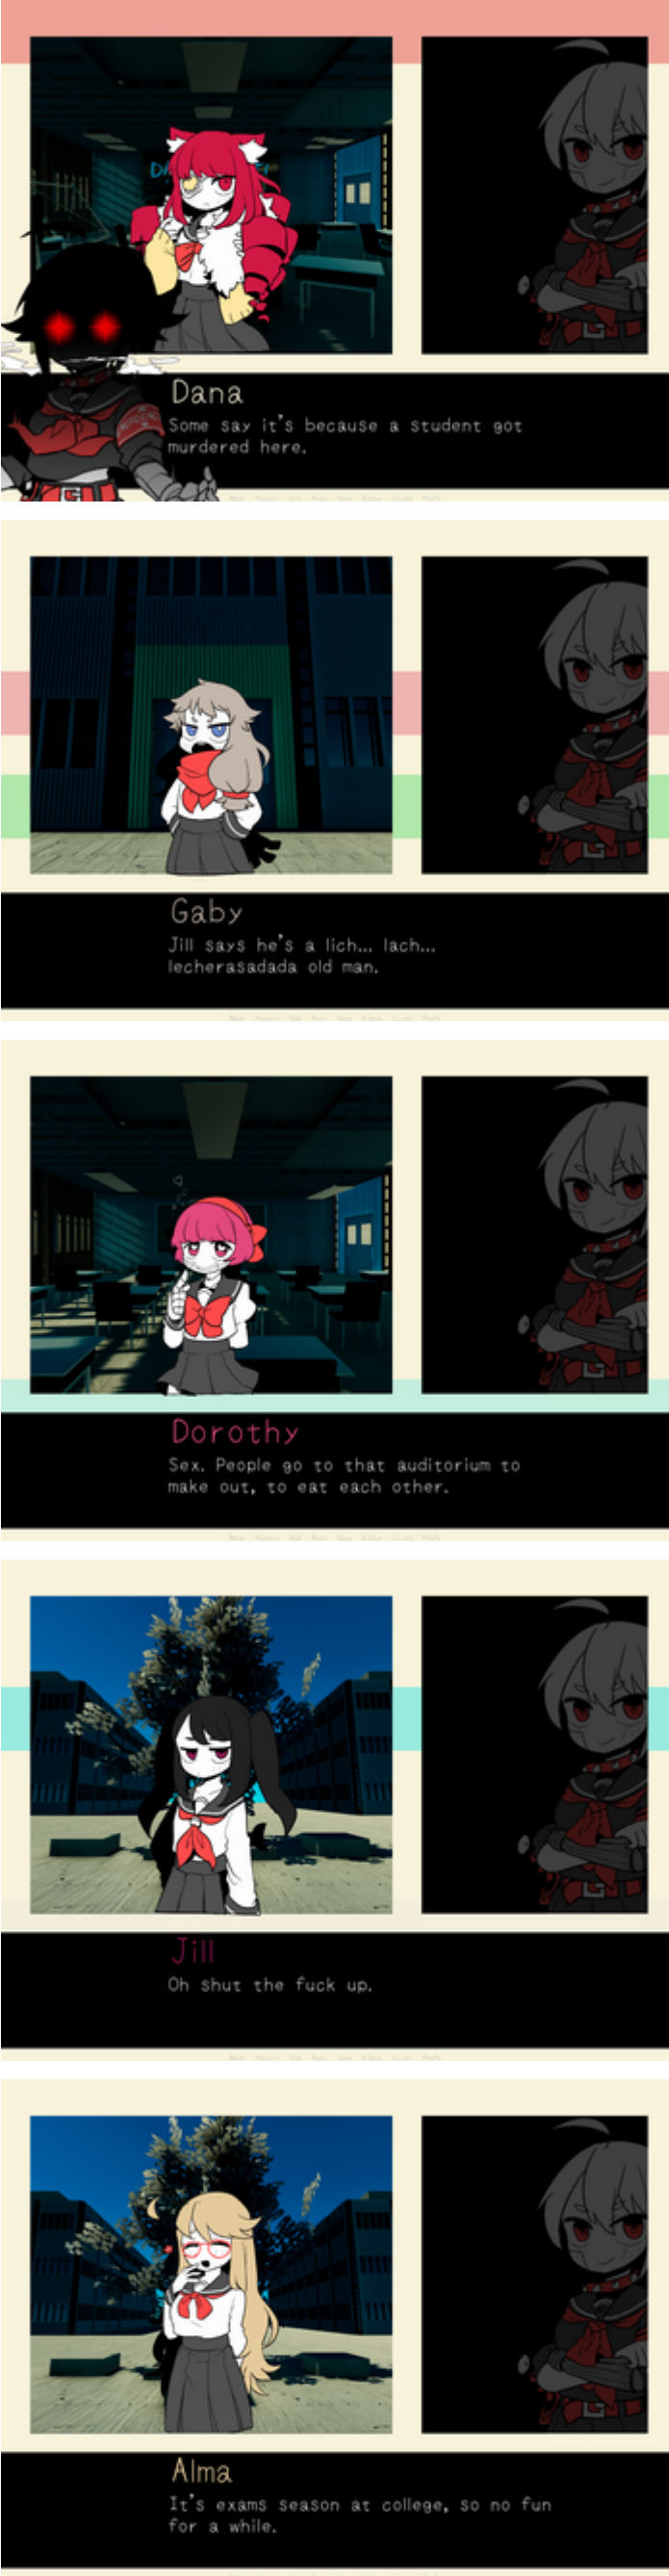 Dana
Some say it's because a student got
murdered here.
Gaby
Jill says he's a lich... lach...
lecherasadada old man.
Dorothy
Sex. People go to that auditorium to
make out, to eat each other.
Jill
Oh shut the fuck up.
Alma
It's exams season at college, so no fun
for a while.